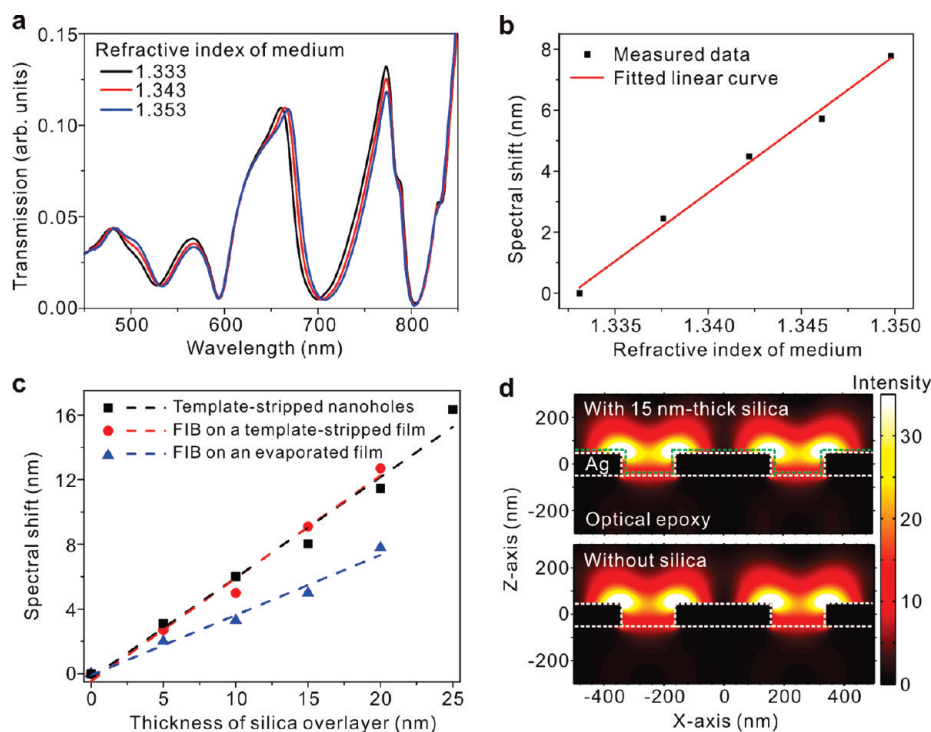 a
Refractive index of medium
1.333
1.343
1.353
0.15
0.10
0.05
0.00
Transmission (arb. units)
500
600
700
800
Wavelength (nm)
b
Measured data
Fitted linear curve
8
6
4
2
0
Spectral shift (nm)
1.335
1.340
1.345
1.350
Refractive index of medium
c
Template-stripped nanoholes
FIB on a template-stripped film
FIB on an evaporated film
16
12
8
4
0
Spectral shift (nm)
0
5
10
15
20
25
Thickness of silica overlayer (nm)
d
Intensity
With 15 nm-thick silica
Ag
Optical epoxy
Without silica
200
0
-200
200
0
-200
Z-axis (nm)
-400
-200
0
200
400
X-axis (nm)
30
20
10
0